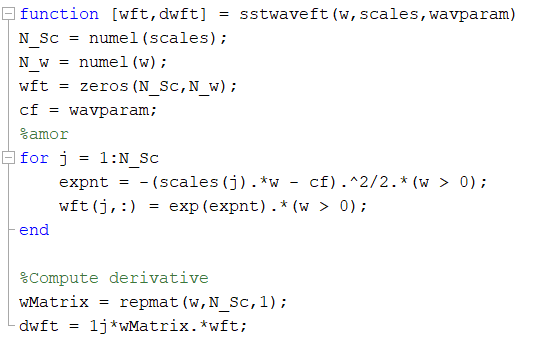 function [wft,dwft] = sstwaveft(w,scales,wavparam)
N_Sc = numel(scales);
N_w = numel(w);
wft = zeros(N_Sc,N_w);
cf = wavparam;
%amor
for j = 1:N_Sc
    expnt = -(scales(j).*w - cf).^2/2.*(w > 0);
    wft(j,:) = exp(expnt).*(w > 0);
end
%Compute derivative
wMatrix = repmat(w,N_Sc,1);
dwft = 1j*wMatrix.*wft;